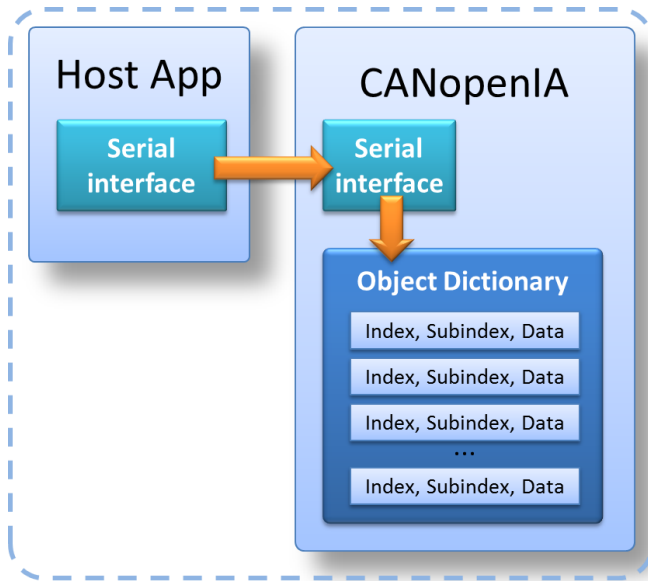 Host App
Serial
interface
CANopenIA
Serial
interface
Object Dictionary
Index, Subindex, Data
Index, Subindex, Data
Index, Subindex, Data
...
Index, Subindex, Data